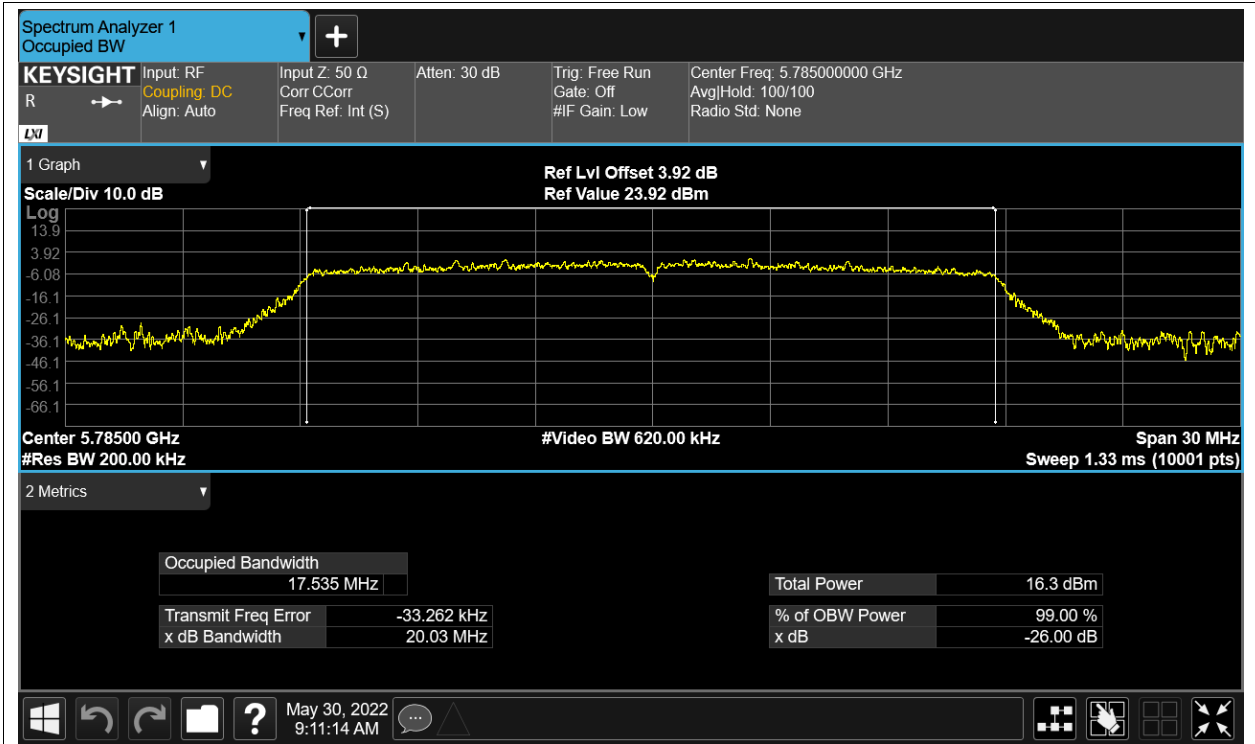 Spectrum Analyzer 1
Occupied BW
KEYSIGHT
R
LXI
Input: RF
Coupling: DC
Align: Auto
Input Z: 50 Ω
Corr CCorr
Freq Ref: Int (S)
Atten: 30 dB
Trig: Free Run
Gate: Off
#IF Gain: Low
Center Freq: 5.785000000 GHz
Avg|Hold: 100/100
Radio Std: None
1 Graph
Scale/Div 10.0 dB
Ref Lvl Offset 3.92 dB
Ref Value 23.92 dBm
Log
13.9
3.92
-6.08
-16.1
-26.1
-36.1
-46.1
-56.1
-66.1
Center 5.78500 GHz
#Res BW 200.00 kHz
#Video BW 620.00 kHz
Span 30 MHz
Sweep 1.33 ms (10001 pts)
2 Metrics
Occupied Bandwidth
17.535 MHz
Transmit Freq Error -33.262 kHz
x dB Bandwidth 20.03 MHz
Total Power 16.3 dBm
% of OBW Power 99.00 %
x dB -26.00 dB
?
May 30, 2022
9:11:14 AM